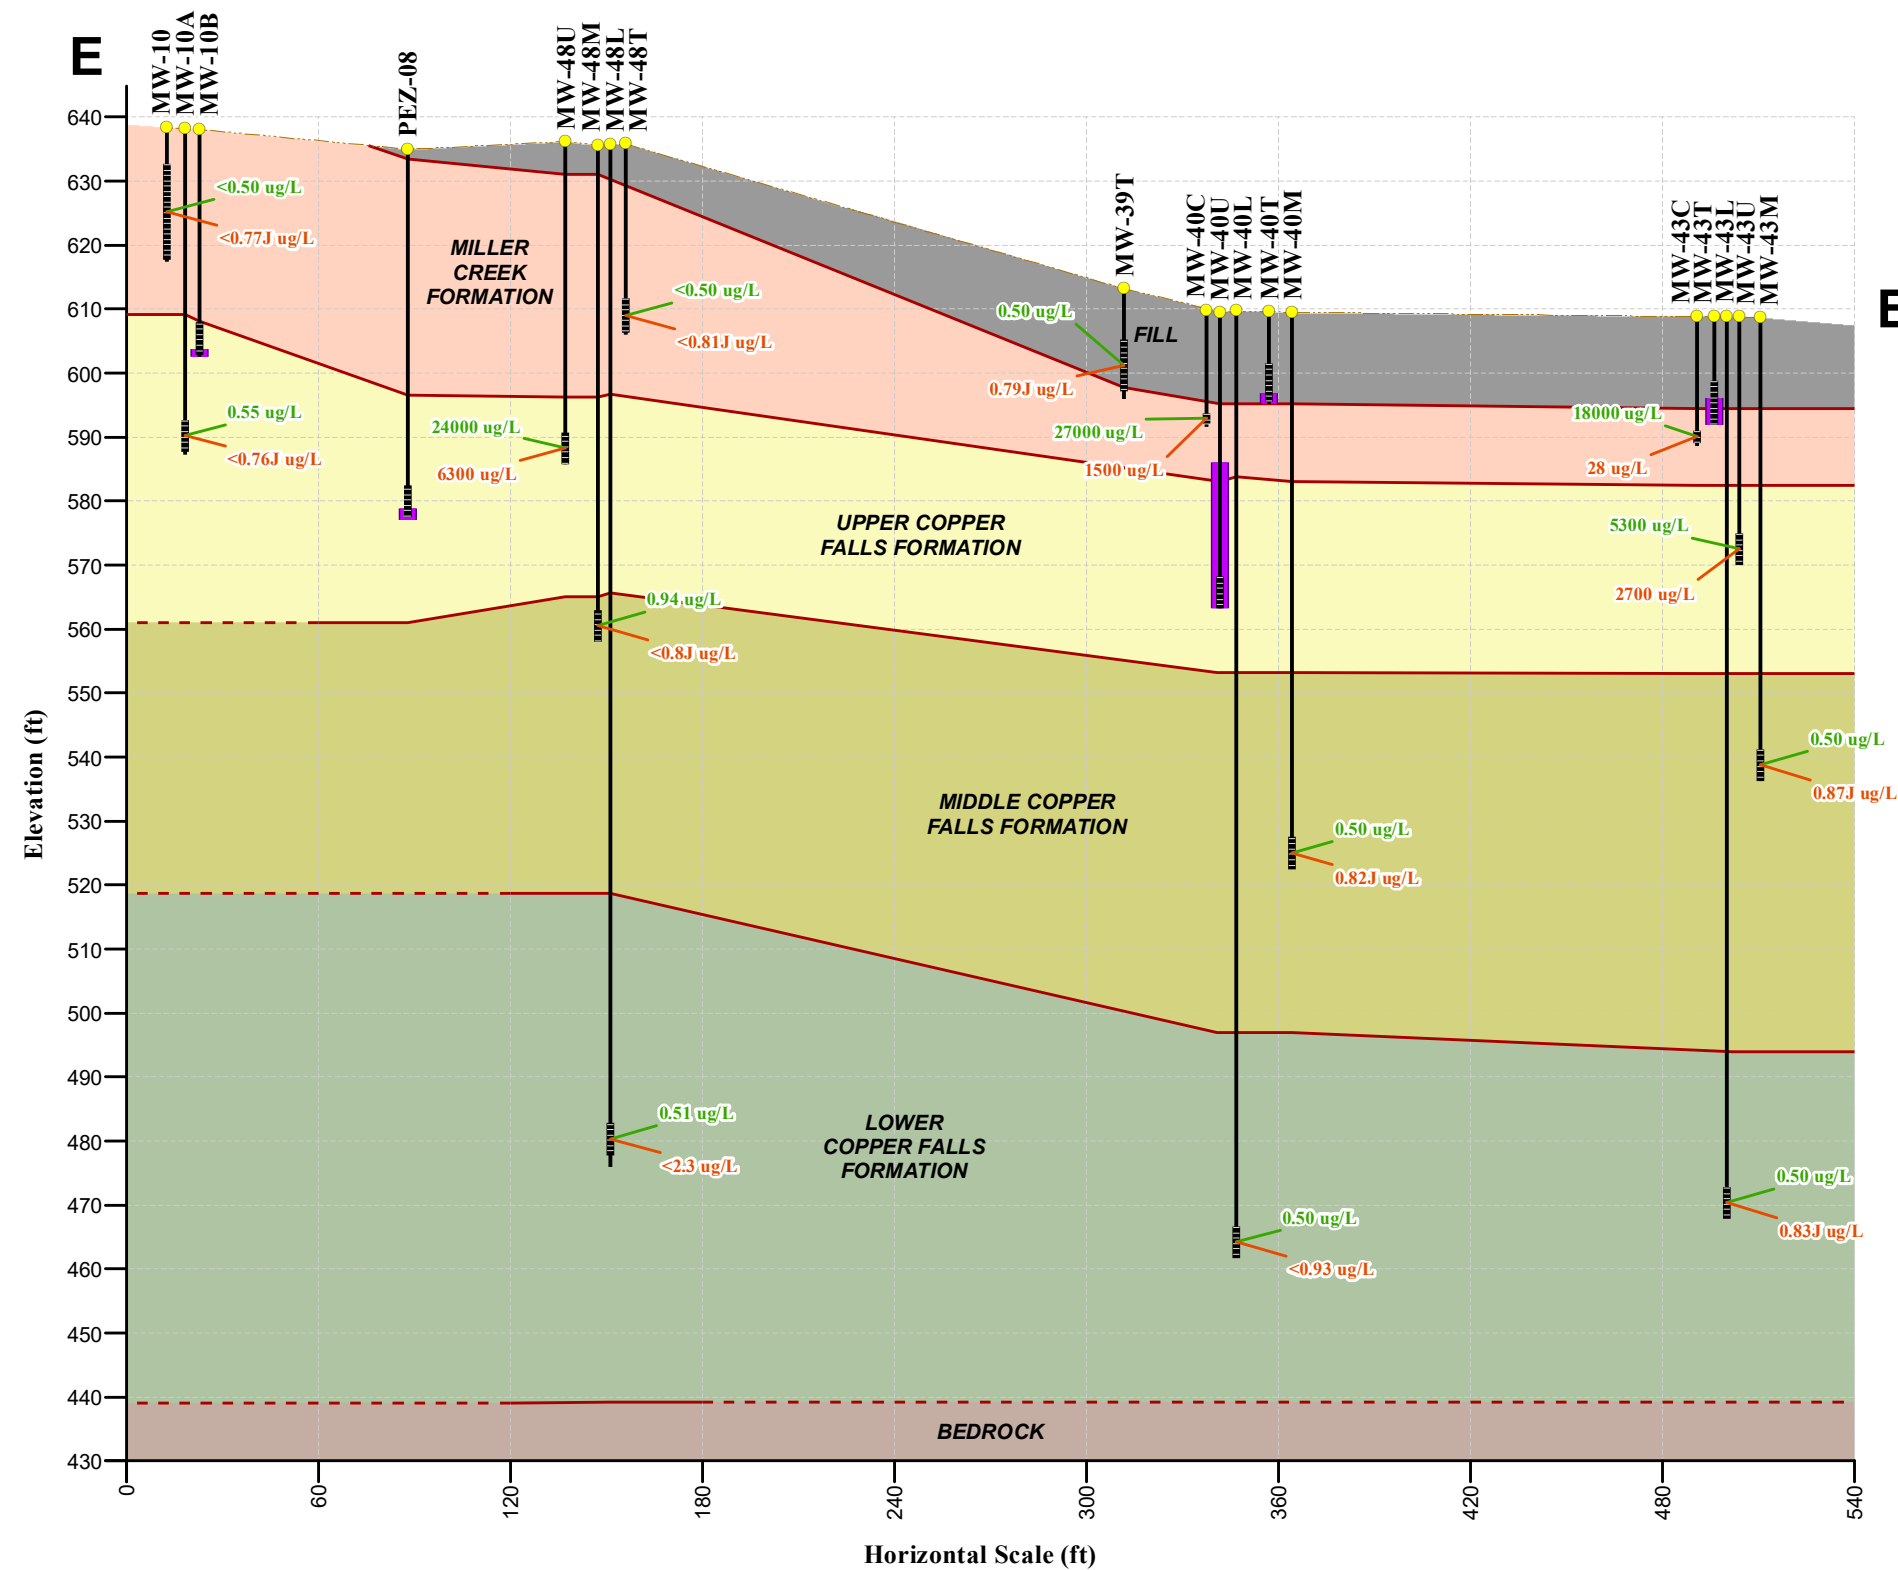 E
MW-10
MW-10A
MW-10B
PEZ-08
MW-48U
MW-48M
MW-48L
MW-48T
MW-39T
MW-40C
MW-40U
MW-40L
MW-40T
MW-40M
MW-43C
MW-43T
MW-43L
MW-43U
MW-43M
640
630
620
610
600
590
580
570
560
550
540
530
520
510
500
490
480
470
460
450
440
430
Elevation (ft)
<0.50 ug/L
<0.77J ug/L
MILLER
CREEK
FORMATION
<0.50 ug/L
<0.81J ug/L
0.50 ug/L
FILL
0.79J ug/L
0.55 ug/L
<0.76J ug/L
24000 ug/L
6300 ug/L
27000 ug/L
1500 ug/L
18000 ug/L
28 ug/L
UPPER COPPER
FALLS FORMATION
5300 ug/L
2700 ug/L
0.94 ug/L
<0.8J ug/L
0.50 ug/L
0.87J ug/L
MIDDLE COPPER
FALLS FORMATION
0.50 ug/L
0.82J ug/L
0.51 ug/L
<2.3 ug/L
LOWER
COPPER FALLS
FORMATION
0.50 ug/L
<0.93 ug/L
0.50 ug/L
0.83J ug/L
BEDROCK
0
60
120
180
240
300
360
420
480
540
Horizontal Scale (ft)